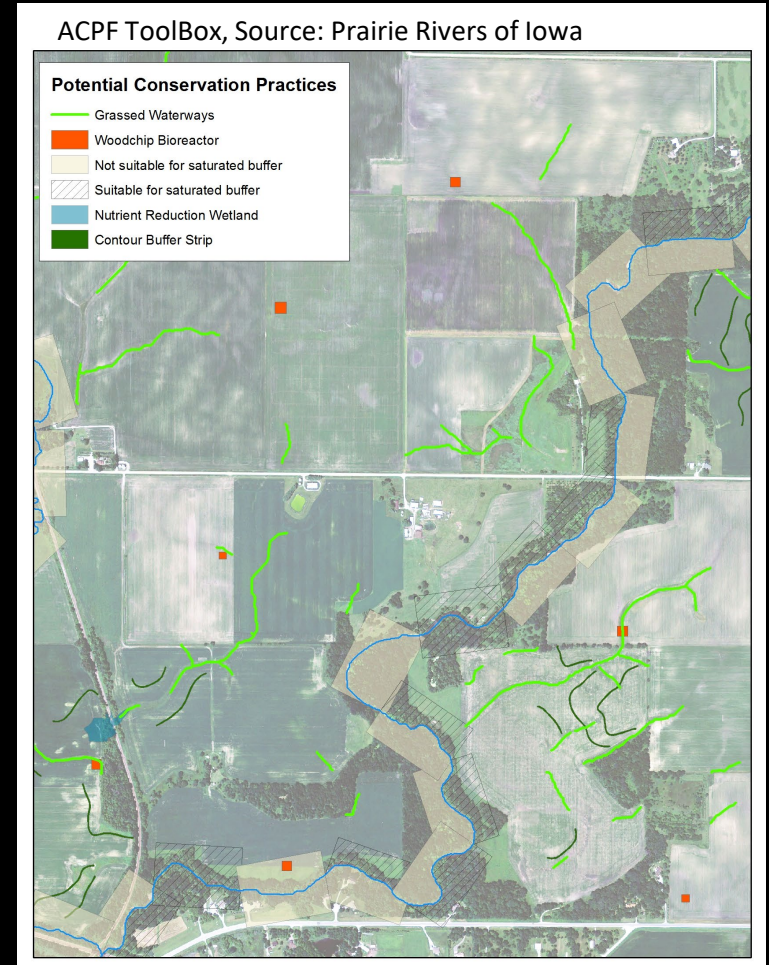 ACPF ToolBox, Source: Prairie Rivers of Iowa
Potential Conservation Practices
Grassed Waterways
Woodchip Bioreactor
Not suitable for saturated buffer
Suitable for saturated buffer
Nutrient Reduction Wetland
Contour Buffer Strip